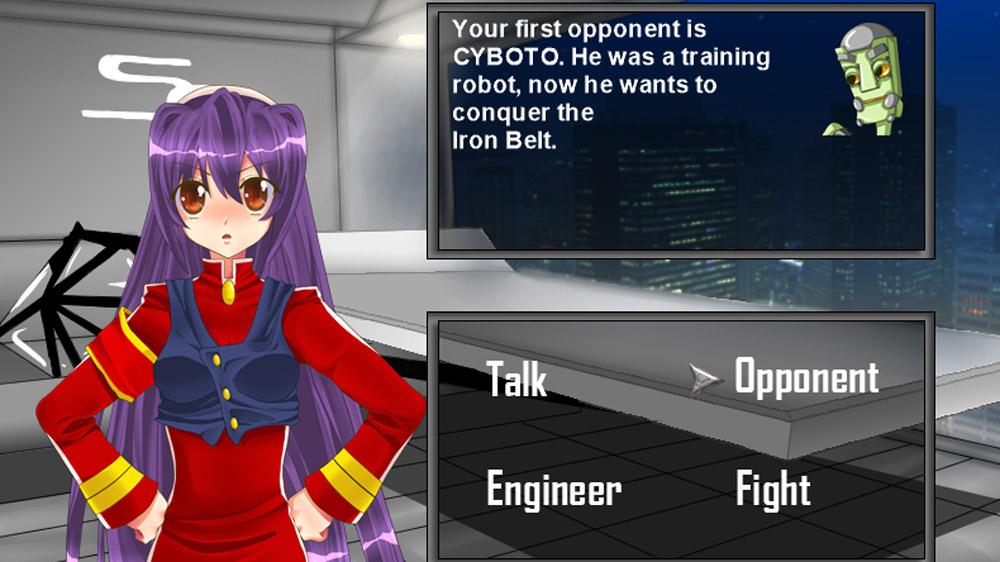 Your first opponent is
CYBOTO. He was a training
robot, now he wants to
conquer the
Iron Belt.
Talk Opponent
Engineer Fight